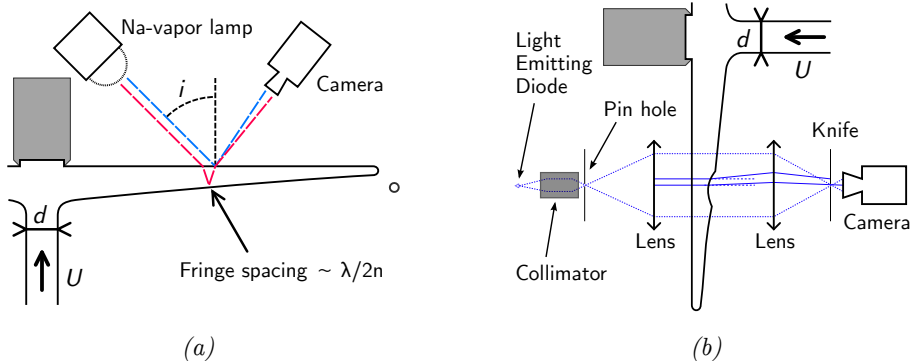 Na-vapor lamp
i
Camera
d
U
Fringe spacing ~ λ/2n
(a)
Light
Emitting
Diode
Pin hole
d
U
Knife
Lens
Lens
Camera
Collimator
(b)